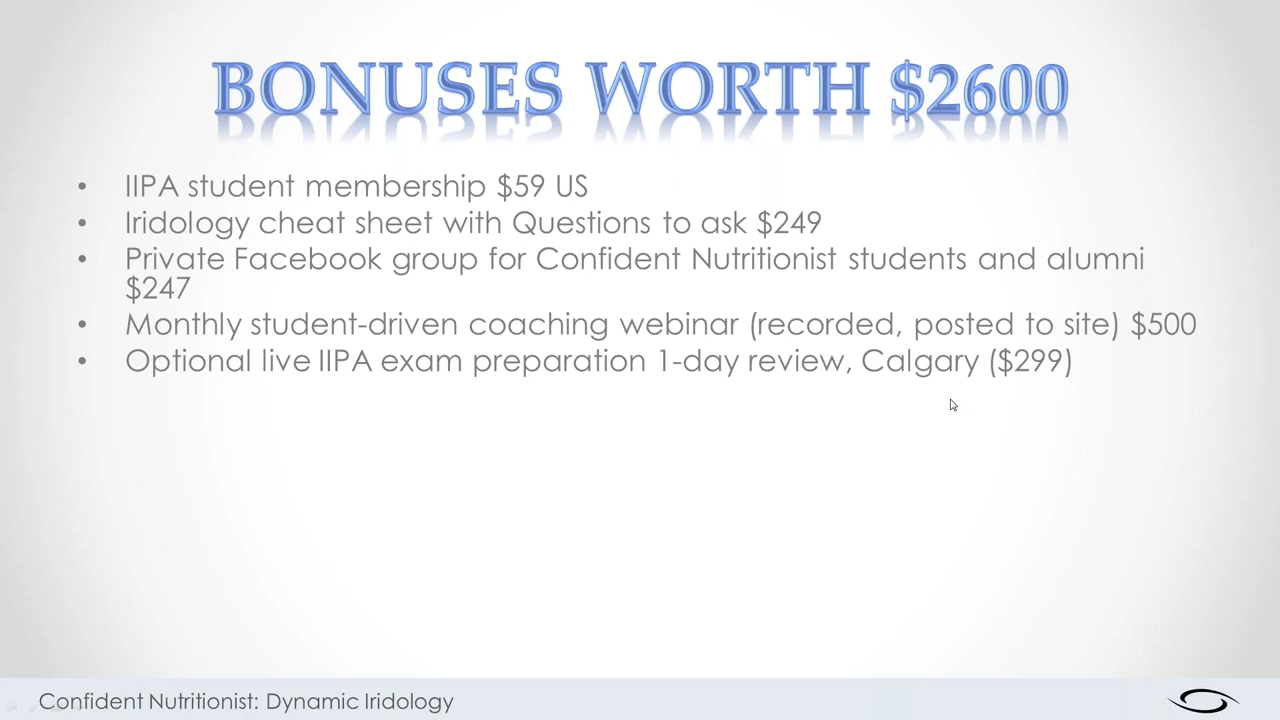 BONUSES WORTH $2600
• IIPA student membership $59 US
• Iridology cheat sheet with Questions to ask $249
• Private Facebook group for Confident Nutritionist students and alumni
$247
• Monthly student-driven coaching webinar (recorded, posted to site) $500
• Optional live IIPA exam preparation 1-day review, Calgary ($299)
Confident Nutritionist: Dynamic Iridology